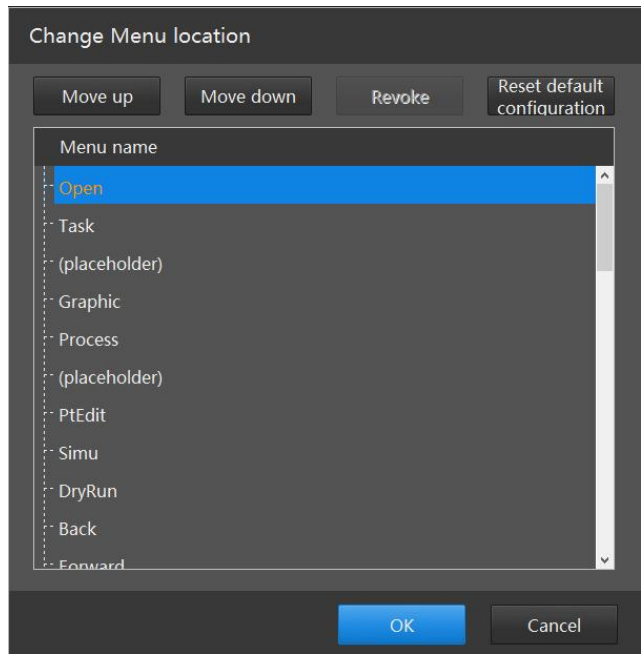 Change Menu location
Move up
Move down
Revoke
Reset default
configuration
Menu name
Open
Task
(placeholder)
Graphic
Process
(placeholder)
PtEdit
Simu
DryRun
Back
Forward
OK
Cancel